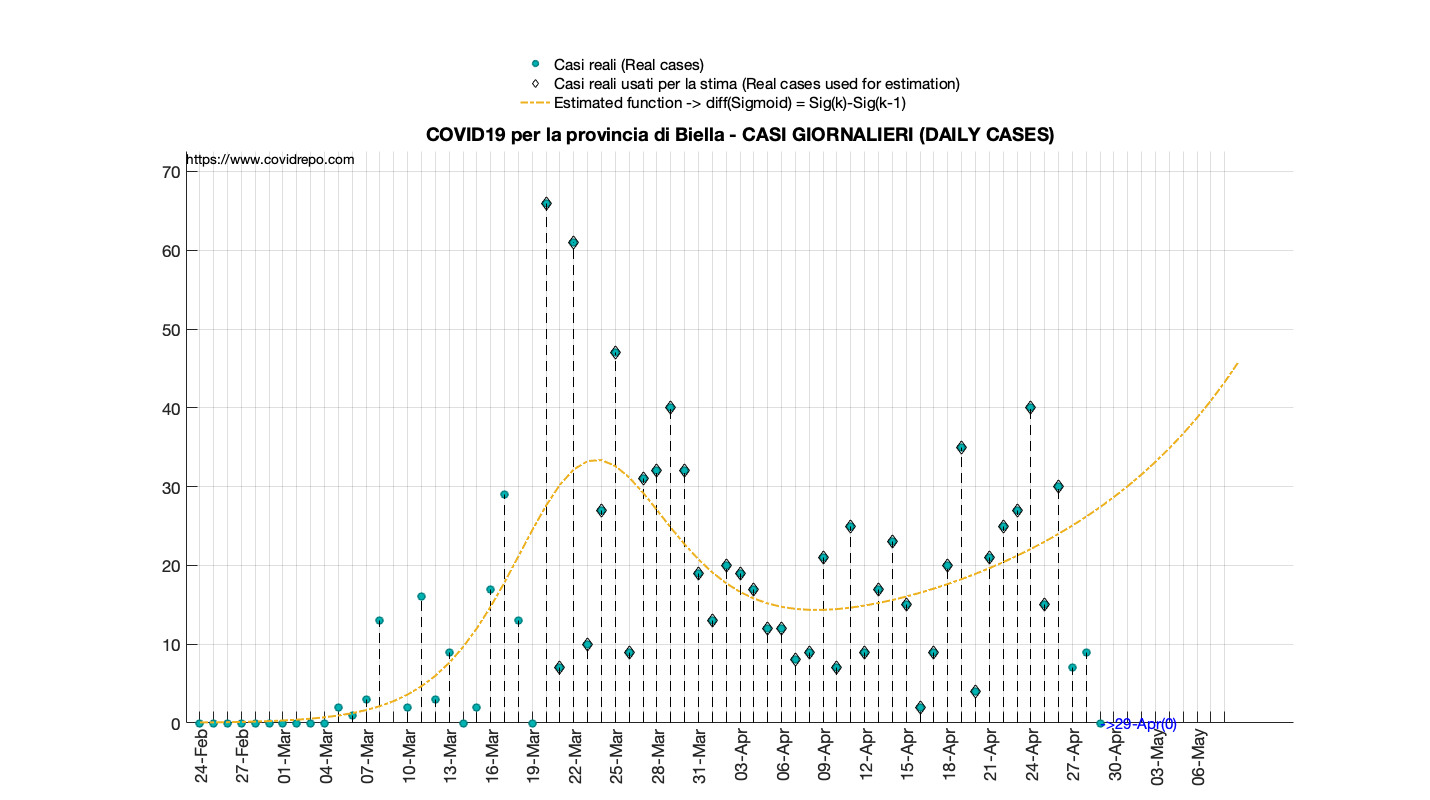 Casi reali (Real cases)
Casi reali usati per la stima (Real cases used for estimation)
Estimated function -> diff(Sigmoid) = Sig(k)-Sig(k-1)
COVID19 per la provincia di Biella - CASI GIORNALIERI (DAILY CASES)
https://www.covidrepo.com
70
60
50
40
30
20
10
0
->29-Apr(0)
24-Feb
27-Feb
01-Mar
04-Mar
07-Mar
10-Mar
13-Mar
16-Mar
19-Mar
22-Mar
25-Mar
28-Mar
31-Mar
03-Apr
06-Apr
09-Apr
12-Apr
15-Apr
18-Apr
21-Apr
24-Apr
27-Apr
30-Apr
03-May
06-May